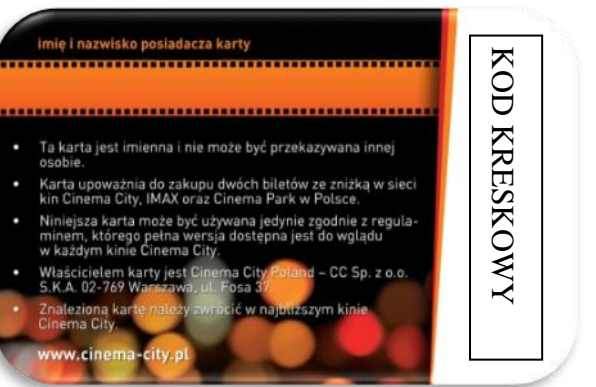 imię i nazwisko posiadacza karty
• Ta karta jest imienna i nie może być przekazywana innej
osobie.
• Karta upoważnia do zakupu dwóch biletów ze zniżką w sieci
kin Cinema City, IMAX oraz Cinema Park w Polsce.
• Niniejsza karta może być używana jedynie zgodnie z regula-
minem, którego pełna wersja dostępna jest do wglądu
w każdym kinie Cinema City.
• Właścicielem karty jest Cinema City Poland – CC Sp. z o.o.
S.K.A. 02-769 Warszawa, ul. Fosa 37.
• Znalezioną kartę należy zwrócić w najbliższym kinie
Cinema City.
www.cinema-city.pl
KOD KRESKOWY